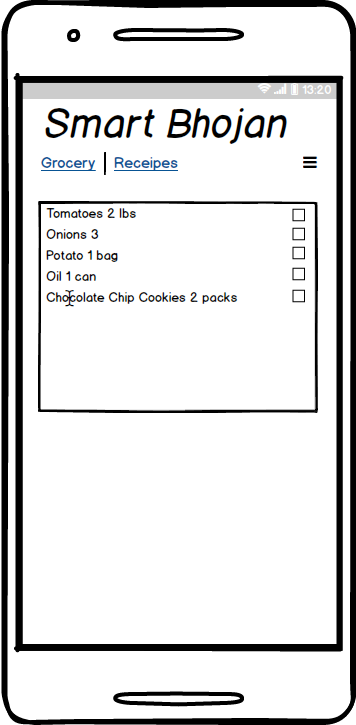 13:20
Smart Bhojan
Grocery Receipes
Tomatoes 2 lbs
Onions 3
Potato 1 bag
Oil 1 can
Chocolate Chip Cookies 2 packs